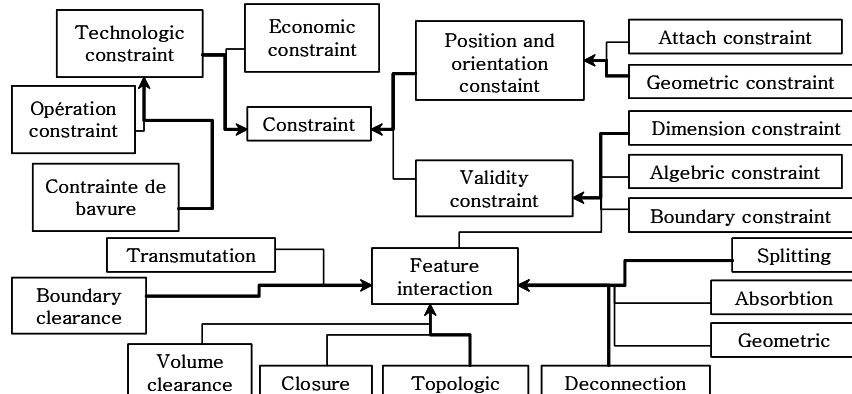 Technologic
constraint
Economic
constraint
Position and
orientation
constaint
Attach constraint
Geometric constraint
Opération
constraint
Constraint
Dimension constraint
Contrainte de
bavure
Validity
constraint
Algebric constraint
Boundary constraint
Transmutation
Feature
interaction
Splitting
Boundary
clearance
Absorbtion
Geometric
Volume
clearance
Closure
Topologic
Deconnection